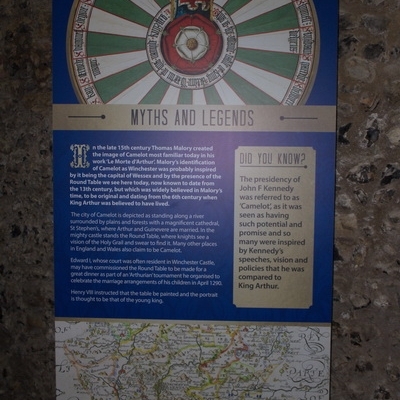 MYTHS AND LEGENDS
In the late 15th century Thomas Malory created
the image of Camelot most familiar today in his
work 'Le Morte d'Arthur'. Malory's identification
of Camelot as Winchester was probably inspired
by it being the capital of Wessex and by the presence of the
Round Table we see here today, now known to date from
the 13th century, but which was widely believed in Malory's
time, to be original and dating from the 6th century when
King Arthur was believed to have lived.
The city of Camelot is depicted as standing along a river
surrounded by plains and forests with a magnificent cathedral,
St Stephen's, where Arthur and Guinevere are married. In the
mighty castle stands the Round Table, where knights see a
vision of the Holy Grail and swear to find it. Many other places
in England and Wales also claim to be Camelot.
Edward I, whose court was often resident in Winchester Castle,
may have commissioned the Round Table to be made for a
great dinner as part of an 'Arthurian' tournament he organised to
celebrate the marriage arrangements of his children in April 1290.
Henry VIII instructed that the table be painted and the portrait
is thought to be that of the young king.
DID YOU KNOW?
The presidency of
John F Kennedy
was referred to as
'Camelot', as it was
seen as having
such potential and
promise and so
many were inspired
by Kennedy's
speeches, vision and
policies that he was
compared to
King Arthur.